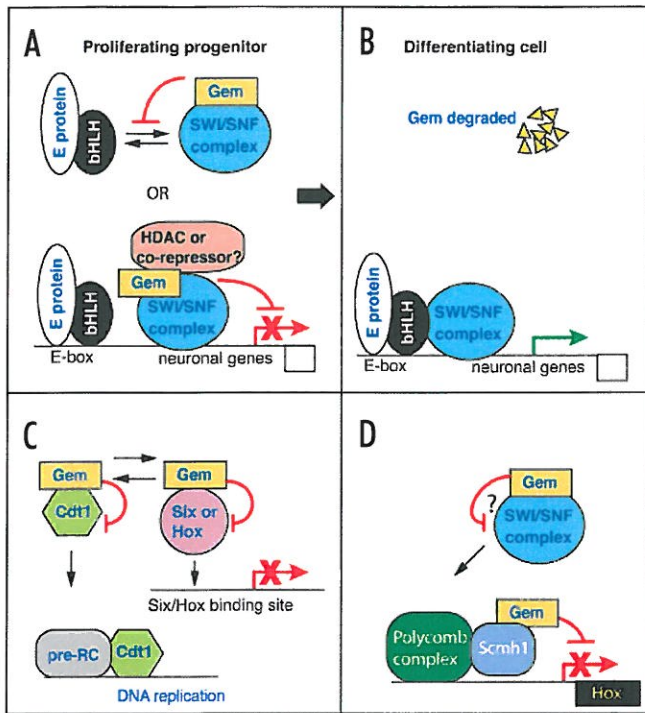 A
Proliferating progenitor
E protein
bHLH
Gem
SWI/SNF
complex
OR
HDAC or
co-repressor?
Gem
E protein
bHLH
SWI/SNF
complex
X
E-box
neuronal genes
B
Differentiating cell
Gem degraded
E protein
bHLH
SWI/SNF
complex
E-box
neuronal genes
C
Gem
Cdt1
Gem
Six or
Hox
X
Six/Hox binding site
pre-RC
Cdt1
DNA replication
D
Gem
?
SWI/SNF
complex
Gem
Polycomb
complex
Scmh1
X
Hox